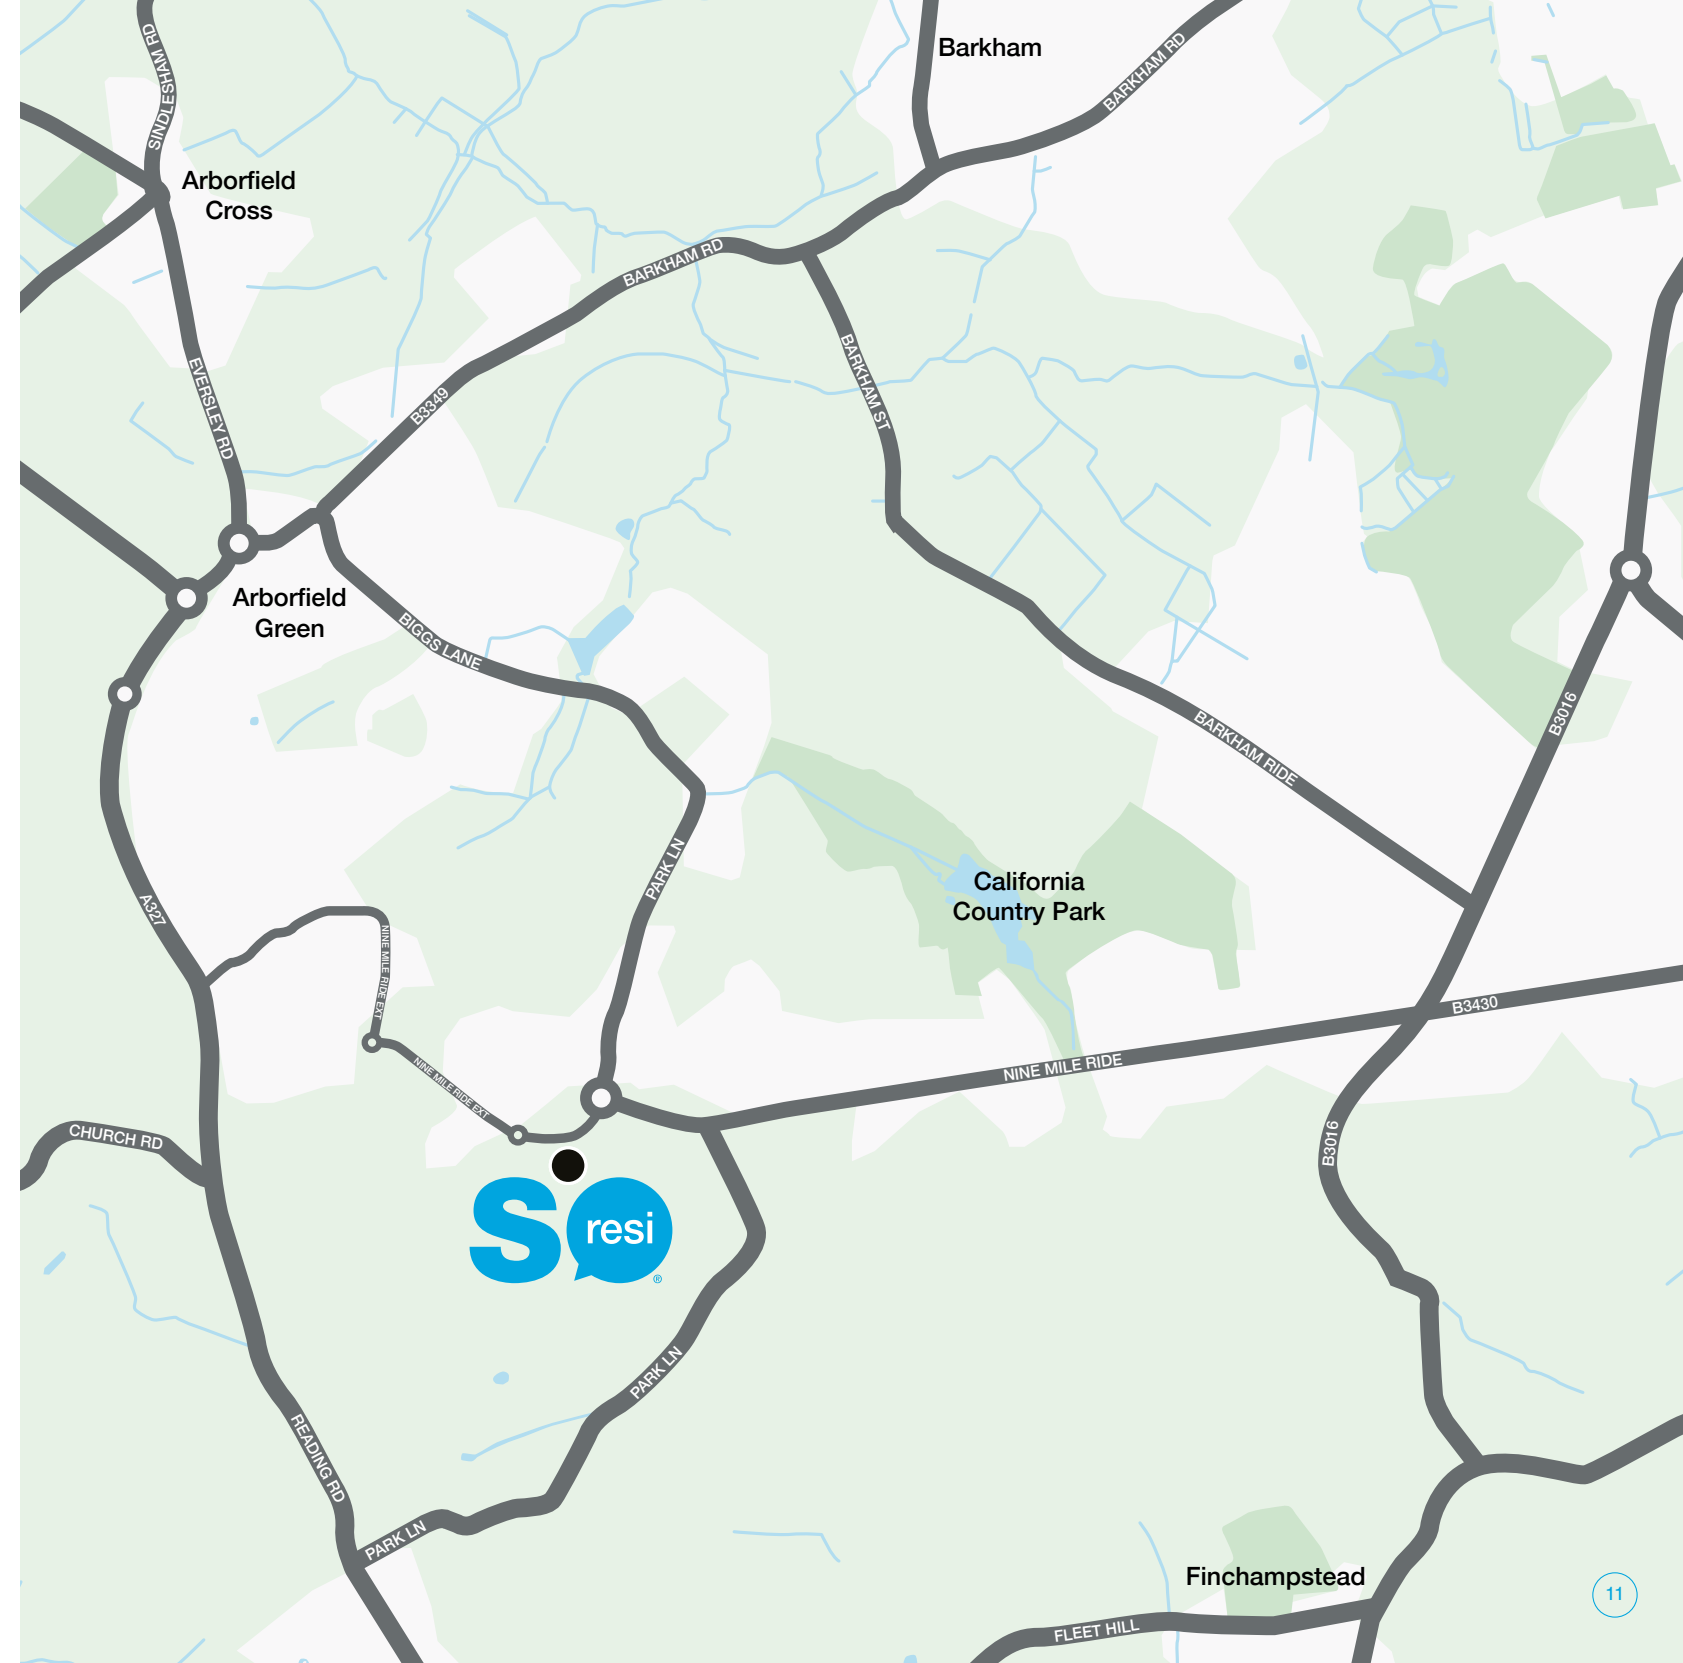 SINDLESHAM RD
Barkham
BARKHAM RD
Arborfield
Cross
BARKHAM RD
EVERSLEY RD
B3349
BARKHAM ST
Arborfield
Green
BIGGS LANE
B3016
BARKHAM RIDE
PARK LN
A327
California
Country Park
NINE MILE RIDE EXT
B3430
NINE MILE RIDE
NINE MILE RIDE EXT
CHURCH RD
B3016
S resi ®
PARK LN
READING RD
PARK LN
Finchampstead
11
FLEET HILL